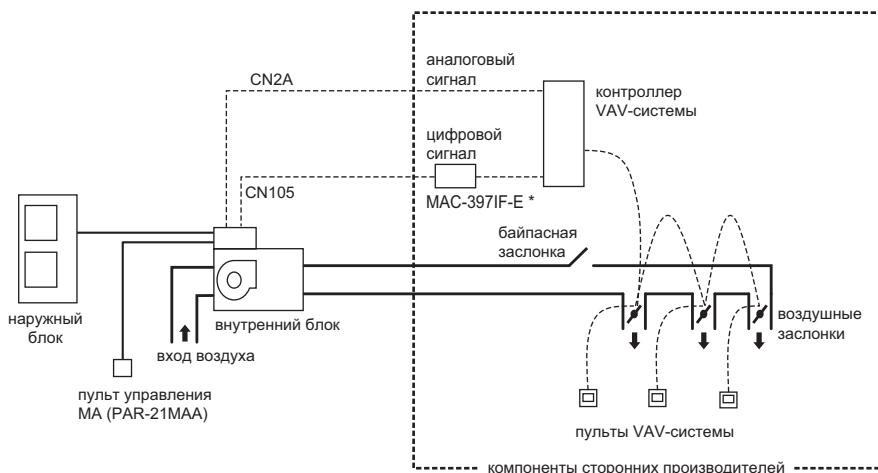 CN2A
аналоговый
сигнал
контроллер
VAV-системы
цифровой
сигнал
CN105
MAC-397IF-E *
байпасная
заслонка
наружный
блок
внутренний блок
вход воздуха
воздушные
заслонки
пульт управления
MA (PAR-21MAA)
пульты VAV-системы
компоненты сторонних производителей